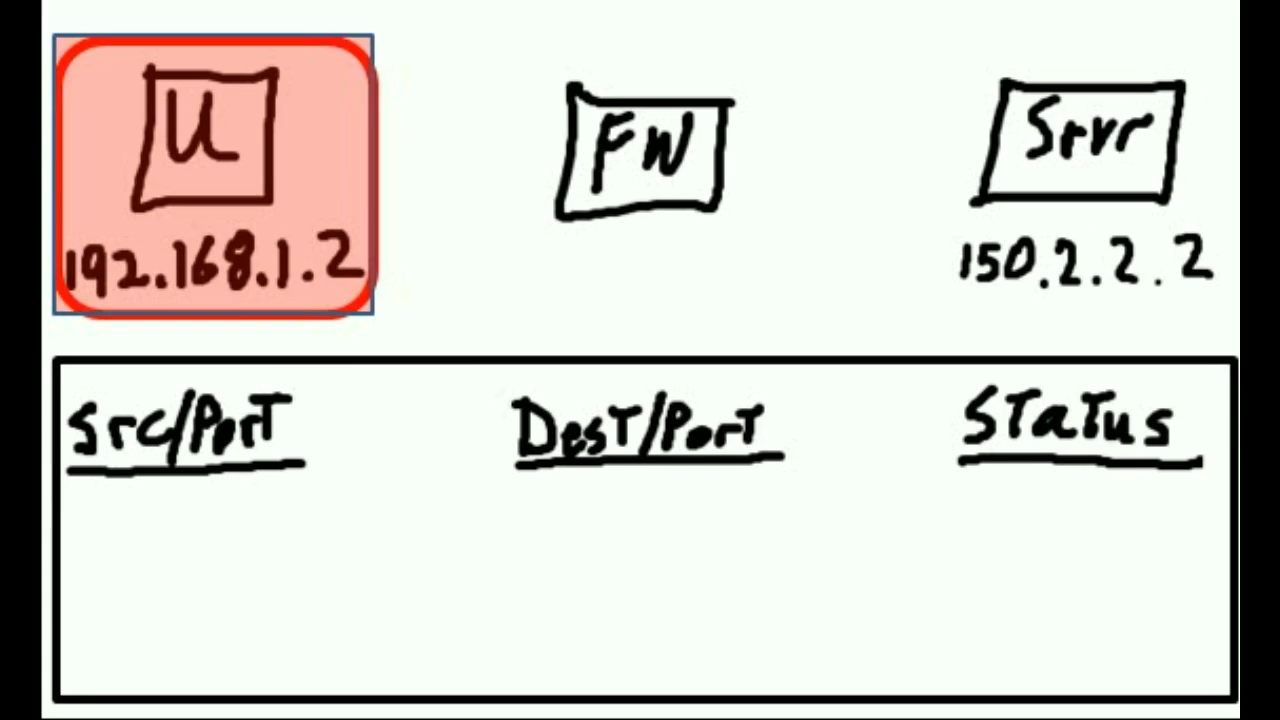 U
FW
Srvr
192.168.1.2
150.2.2.2
Src/Port
Dest/Port
Status